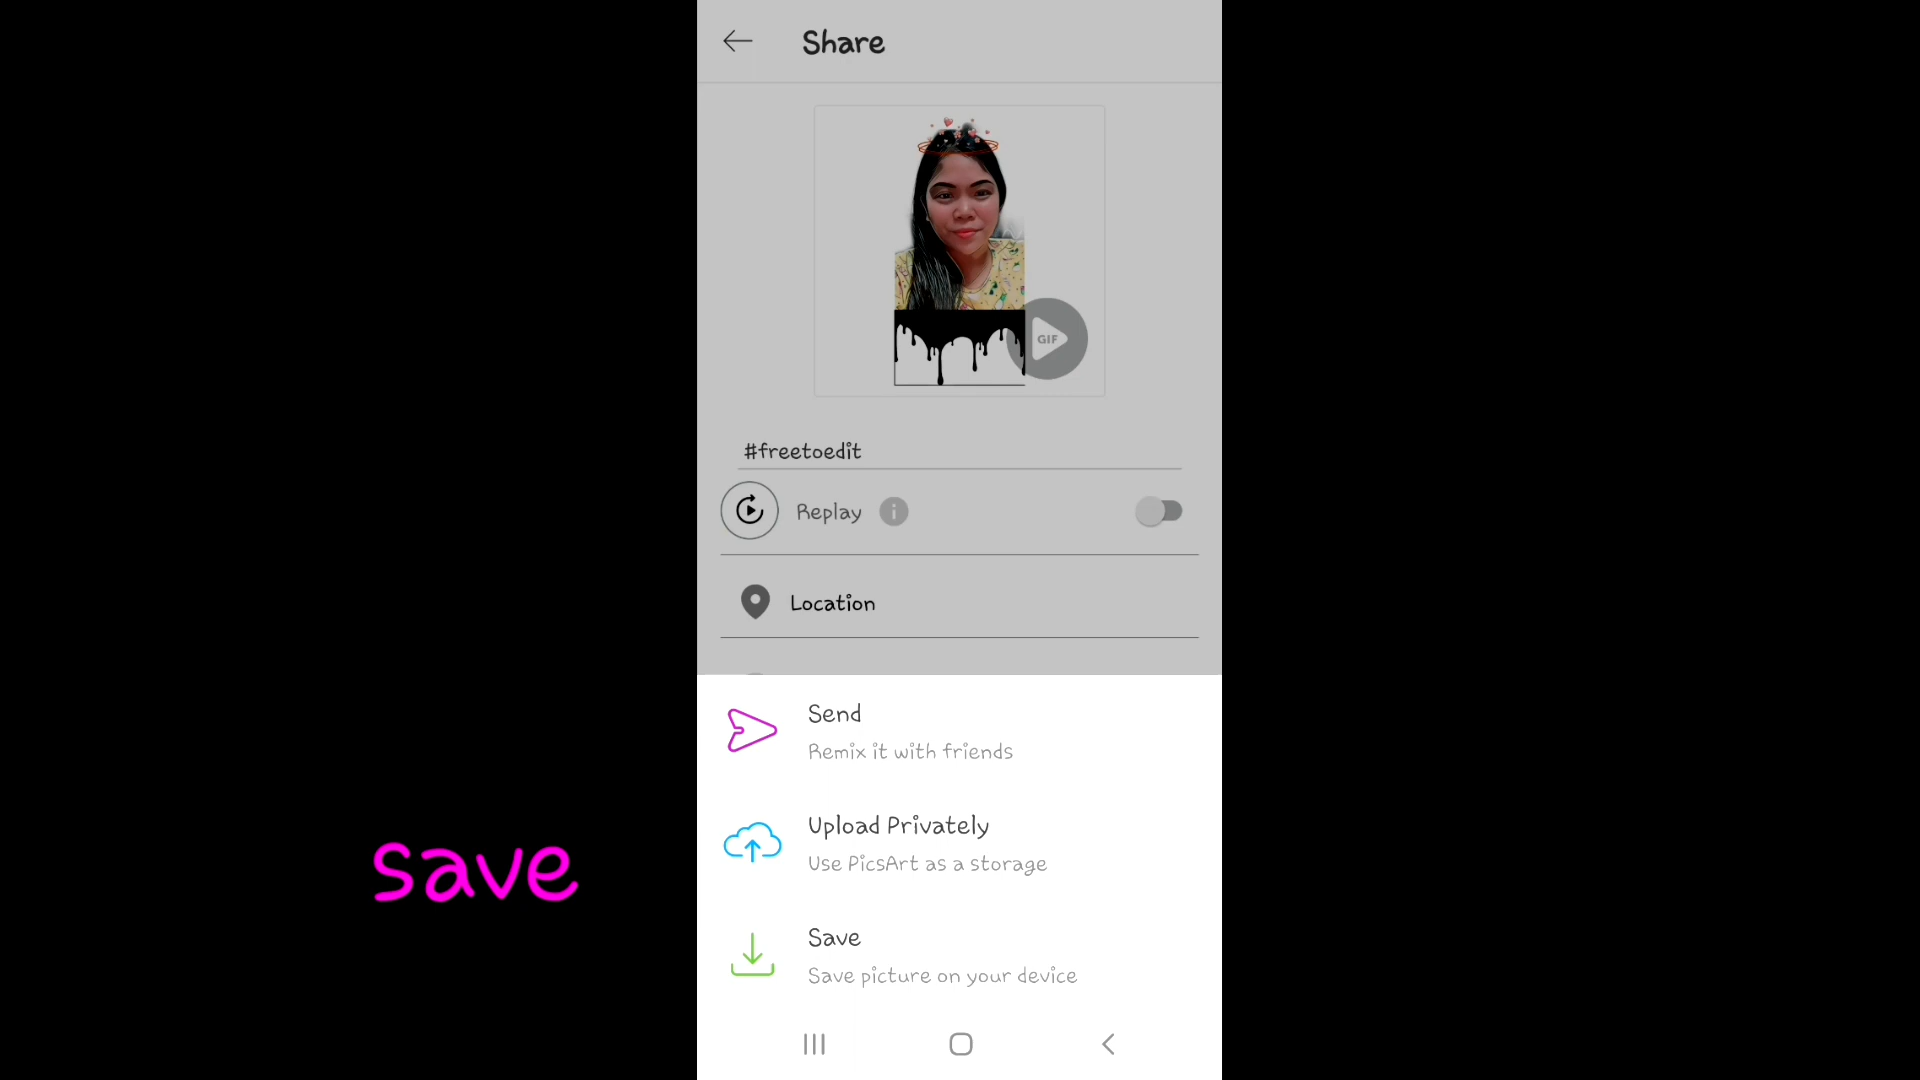 Share
GIF
#freetoedit
Replay
Location
Send
Remix it with friends
Upload Privately
Use PicsArt as a storage
save
Save
Save picture on your device